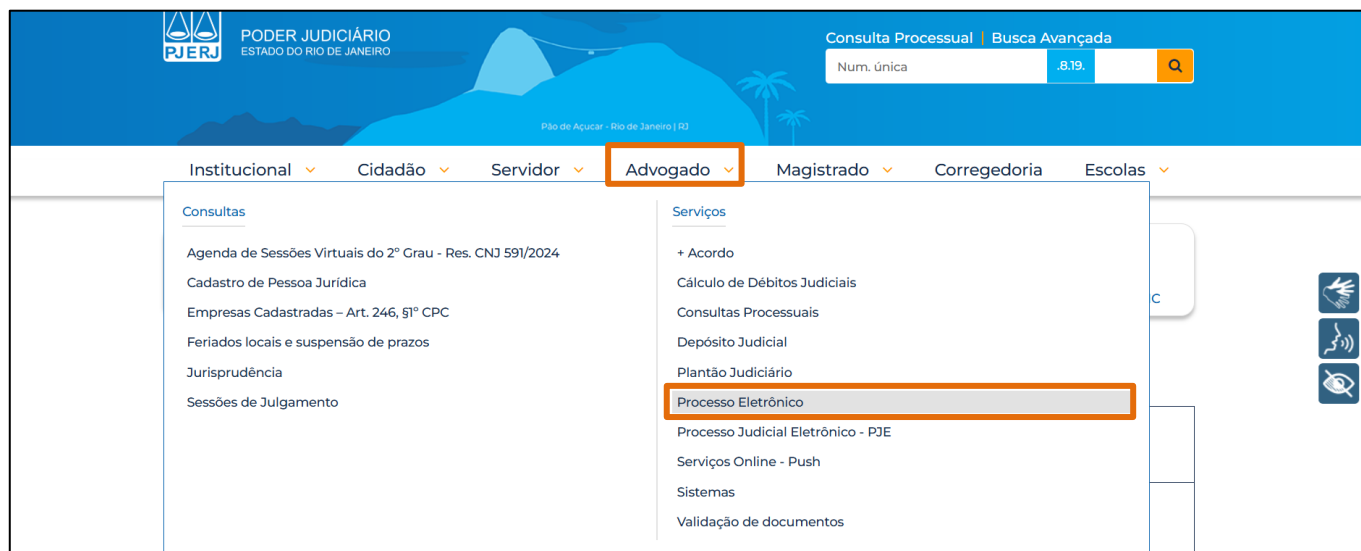 PJERJ
PODER JUDICIÁRIO
ESTADO DO RIO DE JANEIRO
Consulta Processual | Busca Avançada
Num. única
.8.19.
Pão de Açucar - Rio de Janeiro | RJ
Institucional Cidadão Servidor Advogado Magistrado Corregedoria Escolas
Consultas
Agenda de Sessões Virtuais do 2º Grau - Res. CNJ 591/2024
Cadastro de Pessoa Jurídica
Empresas Cadastradas – Art. 246, §1º CPC
Feriados locais e suspensão de prazos
Jurisprudência
Sessões de Julgamento
Serviços
+ Acordo
Cálculo de Débitos Judiciais
Consultas Processuais
Depósito Judicial
Plantão Judiciário
Processo Eletrônico
Processo Judicial Eletrônico - PJE
Serviços Online - Push
Sistemas
Validação de documentos
C